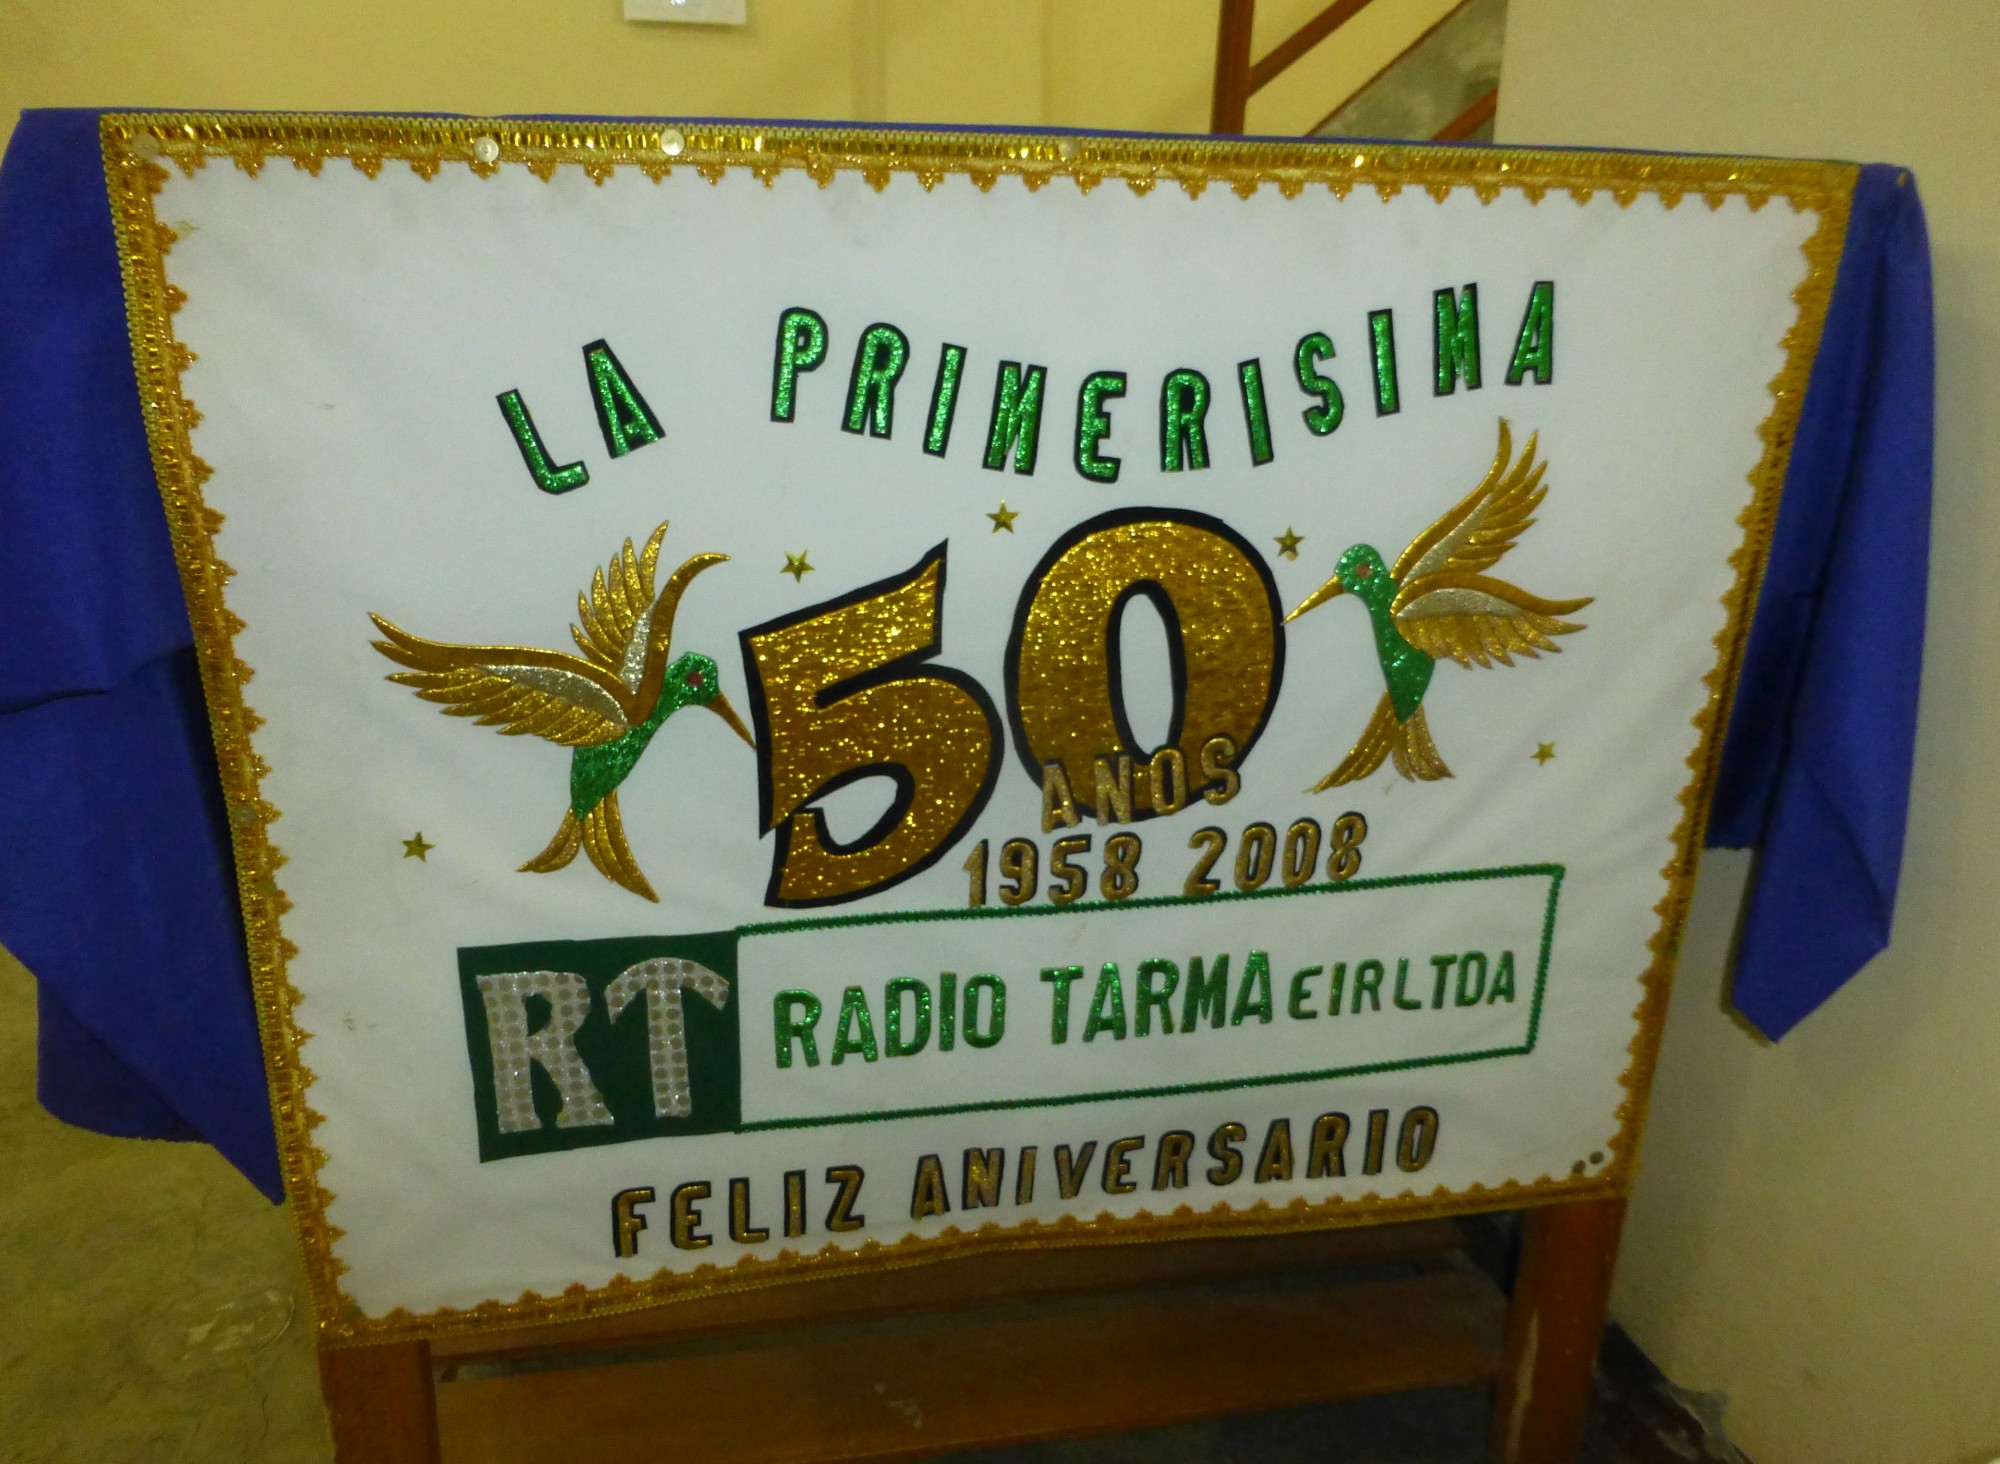 LA PRIMERISIMA
50
ANOS
1958 2008
RT RADIO TARMA EIRLTDA
FELIZ ANIVERSARIO